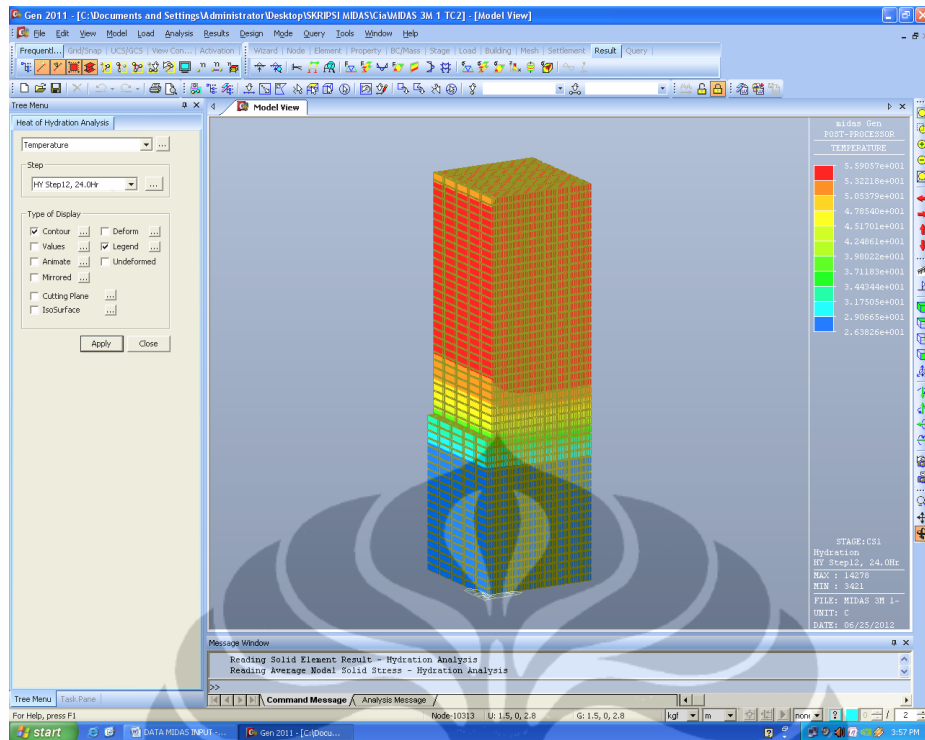 Gen 2011 - [C:\Documents and Settings\Administrator\Desktop\SKRIPSI MIDAS\Cia\MIDAS 3M 1 TC2] - [Model View]
File Edit View Model Load Analysis Results Design Mode Query Tools Window Help
Frequentl... Grid/Snap UCS/GCS View Con... Activation Wizard Node Element Property BC/Mass Stage Load Building Mesh Settlement Result Query
Tree Menu
Model View
Heat of Hydration Analysis
Temperature ...
Step
HY Step12, 24.0Hr ...
Type of Display
Contour ... Deform ...
Values ... Legend ...
Animate ... Undeformed
Mirrored ...
Cutting Plane ...
IsoSurface ...
Apply Close
midas Gen
POST-PROCESSOR
TEMPERATURE
5.59057e+001
5.32218e+001
5.05379e+001
4.78540e+001
4.51701e+001
4.24861e+001
3.98022e+001
3.71183e+001
3.44344e+001
3.17505e+001
2.90665e+001
2.63826e+001
STAGE:CS1
Hydration
HY Step12, 24.0Hr
MAX : 14278
MIN : 3421
FILE: MIDAS 3M 1~
UNIT: C
DATE: 06/25/2012
Message Window
Reading Solid Element Result - Hydration Analysis
Reading Average Nodal Solid Stress - Hydration Analysis
>>
Tree Menu Task Pane
Command Message Analysis Message
For Help, press F1
Node-10313 U: 1.5, 0, 2.8 G: 1.5, 0, 2.8 kgf m non 0 / 2
start DATA MIDAS INPUT -... Gen 2011 - [C:\Docu... 3:57 PM